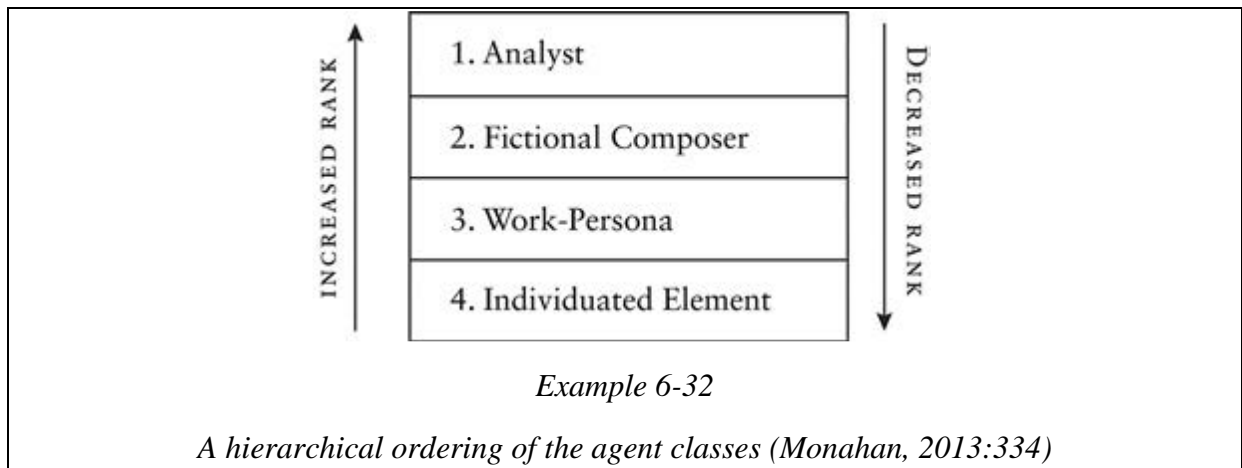 INCREASED RANK
1. Analyst
2. Fictional Composer
3. Work-Persona
4. Individuated Element
DECREASED RANK
Example 6-32
A hierarchical ordering of the agent classes (Monahan, 2013:334)